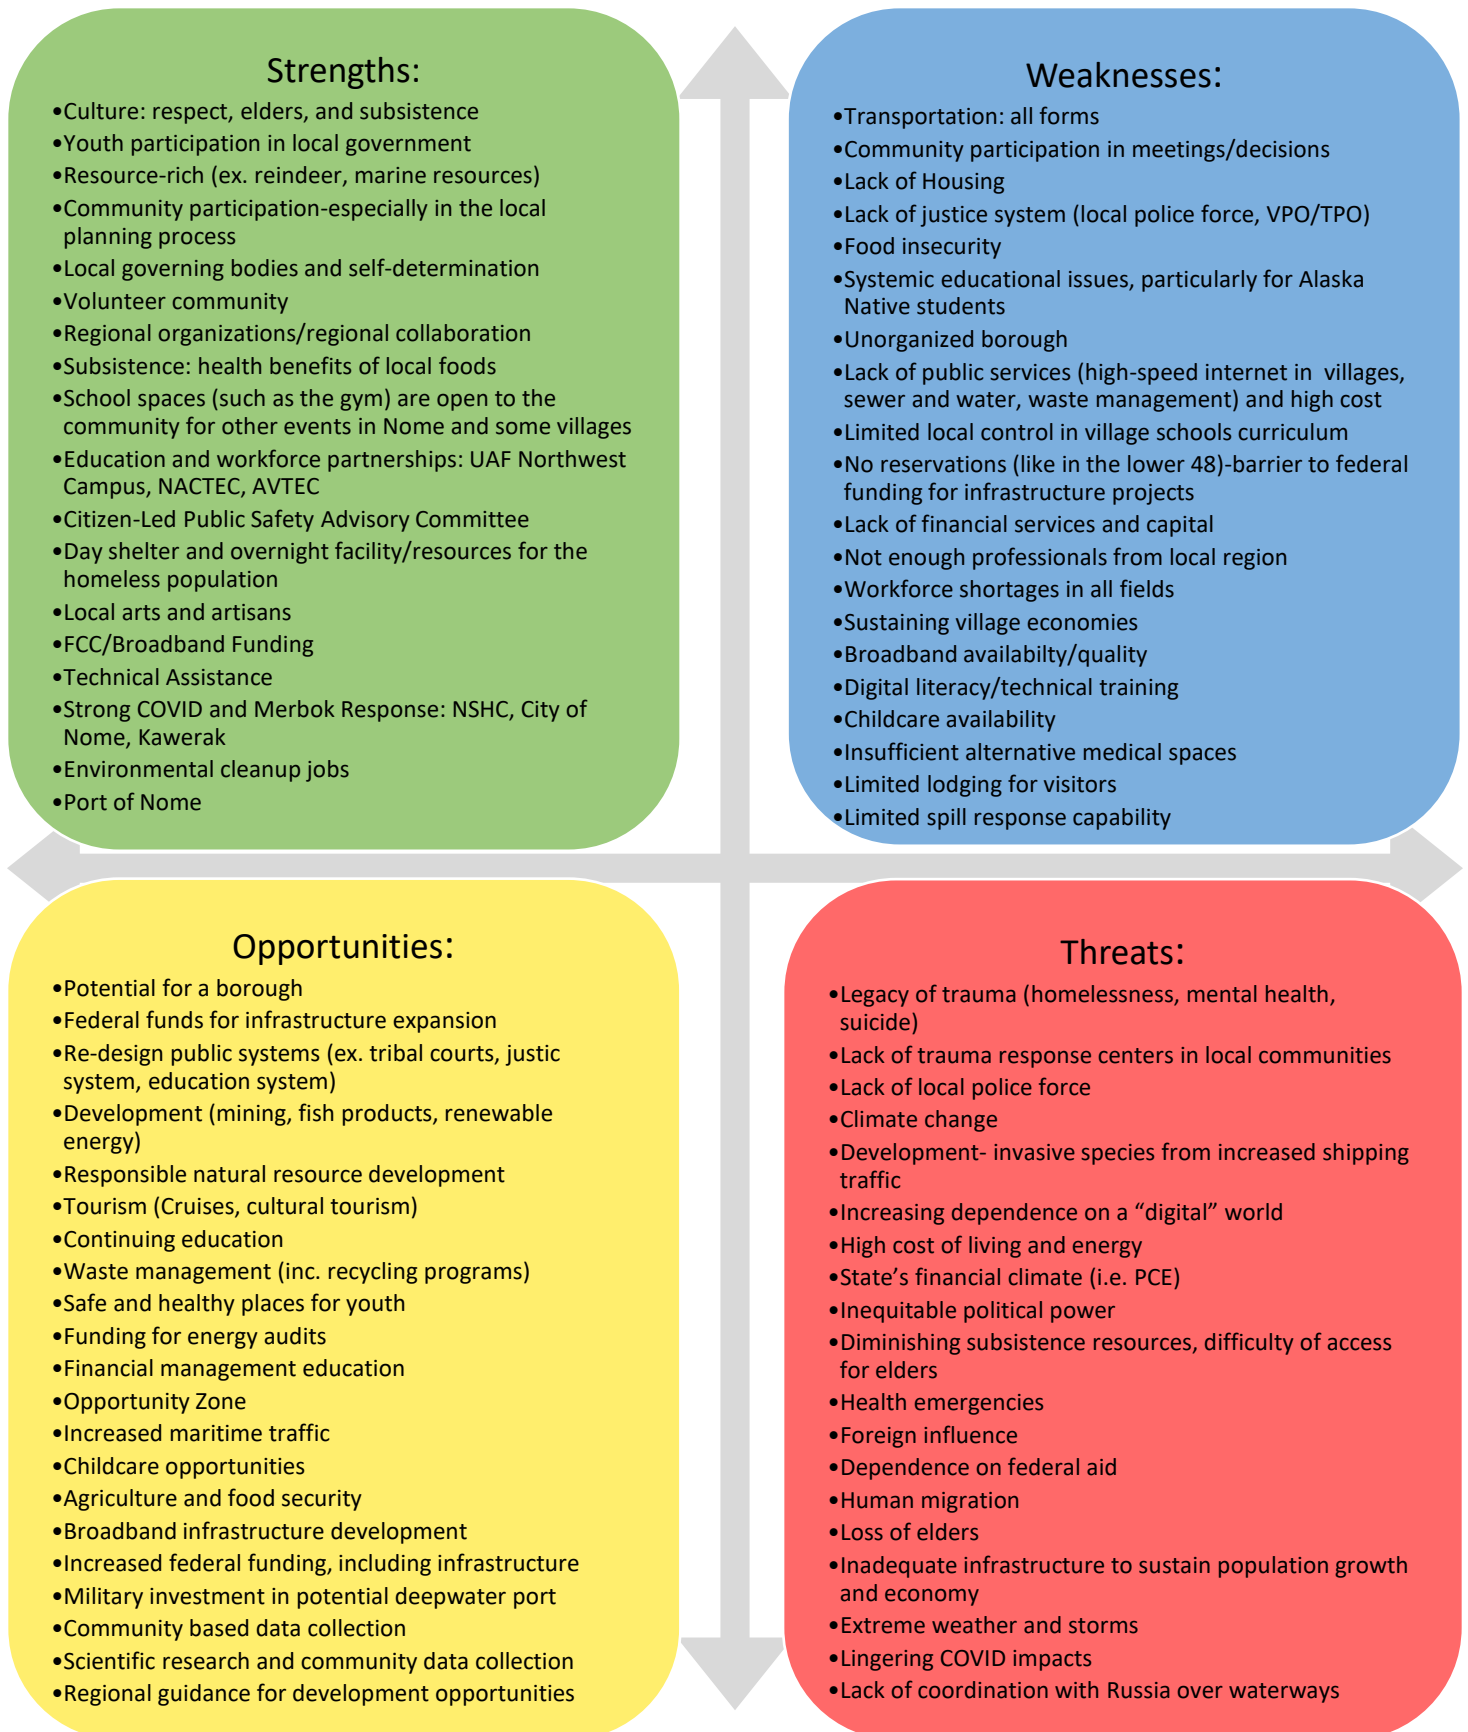 Strengths:
•Culture: respect, elders, and subsistence
•Youth participation in local government
•Resource-rich (ex. reindeer, marine resources)
•Community participation-especially in the local
planning process
•Local governing bodies and self-determination
•Volunteer community
•Regional organizations/regional collaboration
•Subsistence: health benefits of local foods
•School spaces (such as the gym) are open to the
community for other events in Nome and some villages
•Education and workforce partnerships: UAF Northwest
Campus, NACTEC, AVTEC
•Citizen-Led Public Safety Advisory Committee
•Day shelter and overnight facility/resources for the
homeless population
•Local arts and artisans
•FCC/Broadband Funding
•Technical Assistance
•Strong COVID and Merbok Response: NSHC, City of
Nome, Kawerak
•Environmental cleanup jobs
•Port of Nome
Weaknesses:
•Transportation: all forms
•Community participation in meetings/decisions
•Lack of Housing
•Lack of justice system (local police force, VPO/TPO)
•Food insecurity
•Systemic educational issues, particularly for Alaska
Native students
•Unorganized borough
•Lack of public services (high-speed internet in  villages,
sewer and water, waste management) and high cost
•Limited local control in village schools curriculum
•No reservations (like in the lower 48)-barrier to federal
funding for infrastructure projects
•Lack of financial services and capital
•Not enough professionals from local region
•Workforce shortages in all fields
•Sustaining village economies
•Broadband availabilty/quality
•Digital literacy/technical training
•Childcare availability
•Insufficient alternative medical spaces
•Limited lodging for visitors
•Limited spill response capability
Opportunities:
•Potential for a borough
•Federal funds for infrastructure expansion
•Re-design public systems (ex. tribal courts, justic
system, education system)
•Development (mining, fish products, renewable
energy)
•Responsible natural resource development
•Tourism (Cruises, cultural tourism)
•Continuing education
•Waste management (inc. recycling programs)
•Safe and healthy places for youth
•Funding for energy audits
•Financial management education
•Opportunity Zone
•Increased maritime traffic
•Childcare opportunities
•Agriculture and food security
•Broadband infrastructure development
•Increased federal funding, including infrastructure
•Military investment in potential deepwater port
•Community based data collection
•Scientific research and community data collection
•Regional guidance for development opportunities
Threats:
•Legacy of trauma (homelessness, mental health,
suicide)
•Lack of trauma response centers in local communities
•Lack of local police force
•Climate change
•Development- invasive species from increased shipping
traffic
•Increasing dependence on a “digital” world
•High cost of living and energy
•State’s financial climate (i.e. PCE)
•Inequitable political power
•Diminishing subsistence resources, difficulty of access
for elders
•Health emergencies
•Foreign influence
•Dependence on federal aid
•Human migration
•Loss of elders
•Inadequate infrastructure to sustain population growth
and economy
•Extreme weather and storms
•Lingering COVID impacts
•Lack of coordination with Russia over waterways